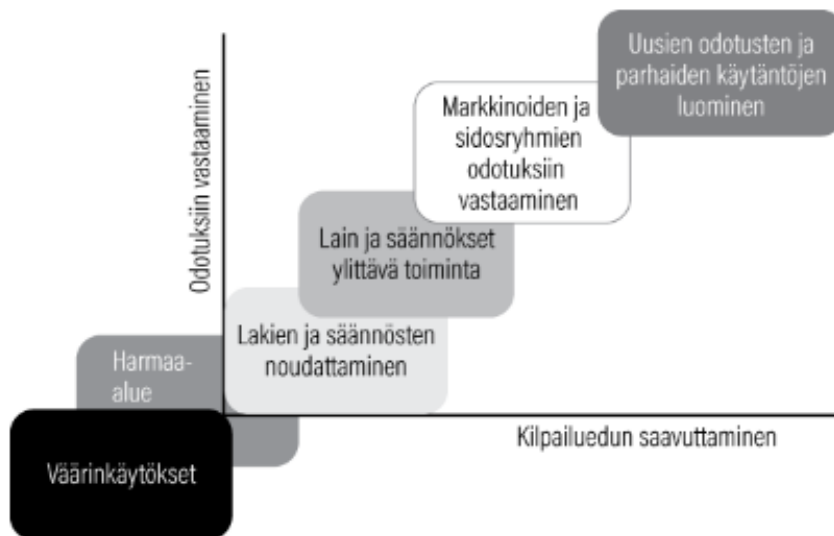 Uusien odotusten ja
parhaiden käytäntöjen
luominen
Markkinoiden ja
sidosryhmien
odotuksiin
vastaaminen
Odotuksiin vastaaminen
Lain ja säännökset
ylittävä toiminta
Lakien ja säännösten
noudattaminen
Harmaa-
alue
Kilpailuedun saavuttaminen
Väärinkäytökset